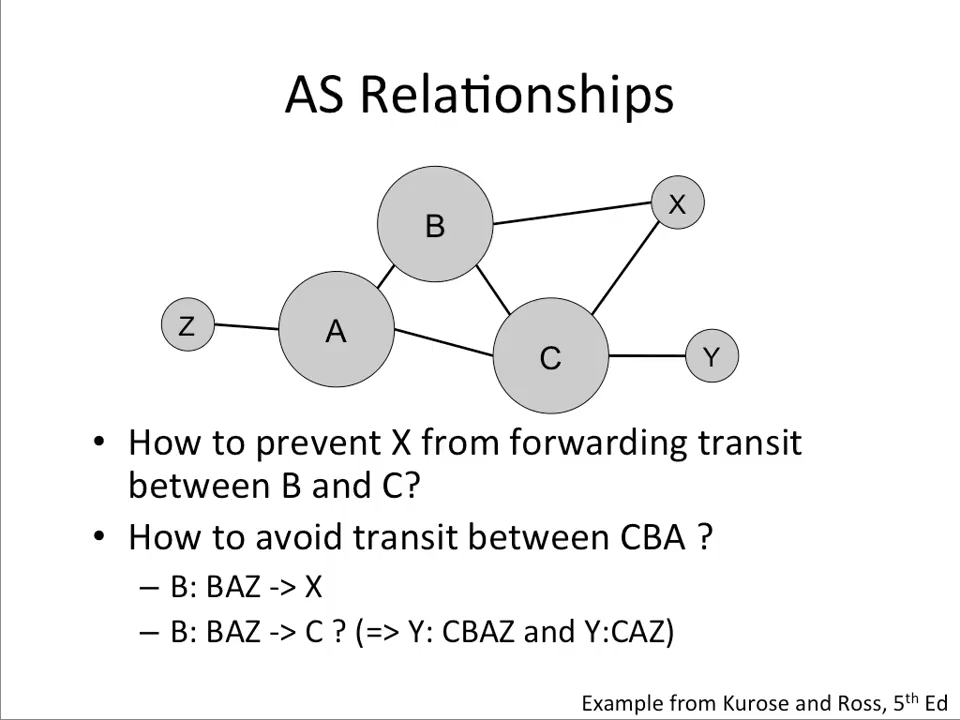 AS Relationships
B
X
Z
A
C
Y
• How to prevent X from forwarding transit
between B and C?
• How to avoid transit between CBA ?
– B: BAZ -> X
– B: BAZ -> C ? (=> Y: CBAZ and Y:CAZ)
Example from Kurose and Ross, 5th Ed